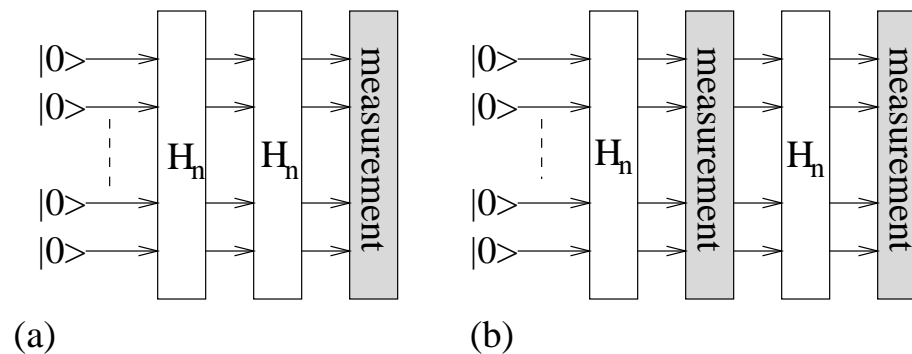 |0>
|0>
|0>
|0>
H_n
H_n
measurement
(a)
|0>
|0>
|0>
|0>
H_n
measurement
H_n
measurement
(b)